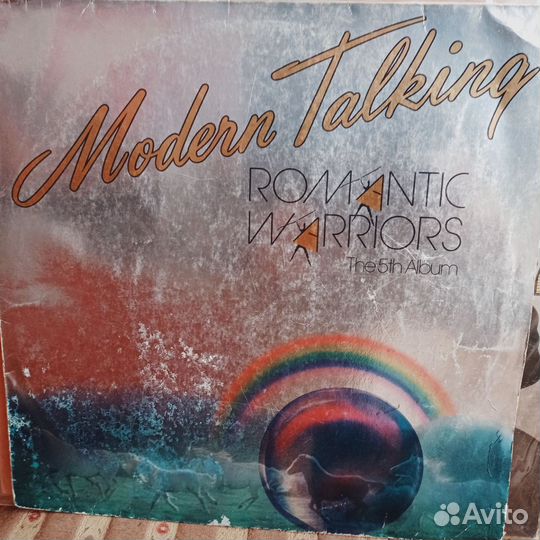 Modern Talking
ROMANTIC
WARRIORS
The 5th Album
Avito